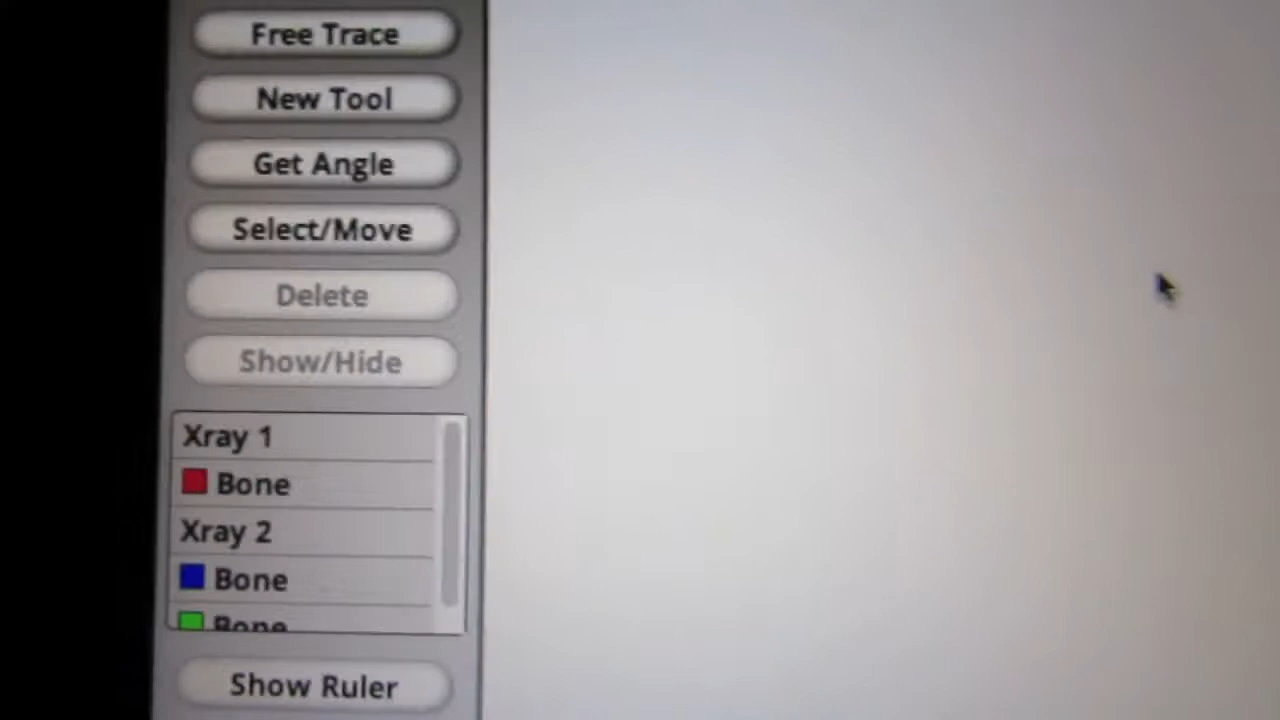 Free Trace
New Tool
Get Angle
Select/Move
Delete
Show/Hide
Xray 1
Bone
Xray 2
Bone
Bone
Show Ruler